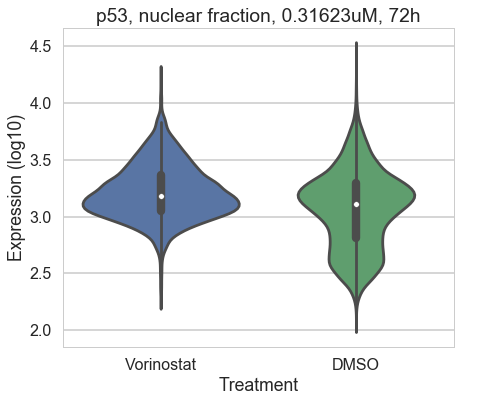 p53, nuclear fraction, 0.31623uM, 72h
Expression (log10)
4.5
4.0
3.5
3.0
2.5
2.0
Vorinostat DMSO
Treatment